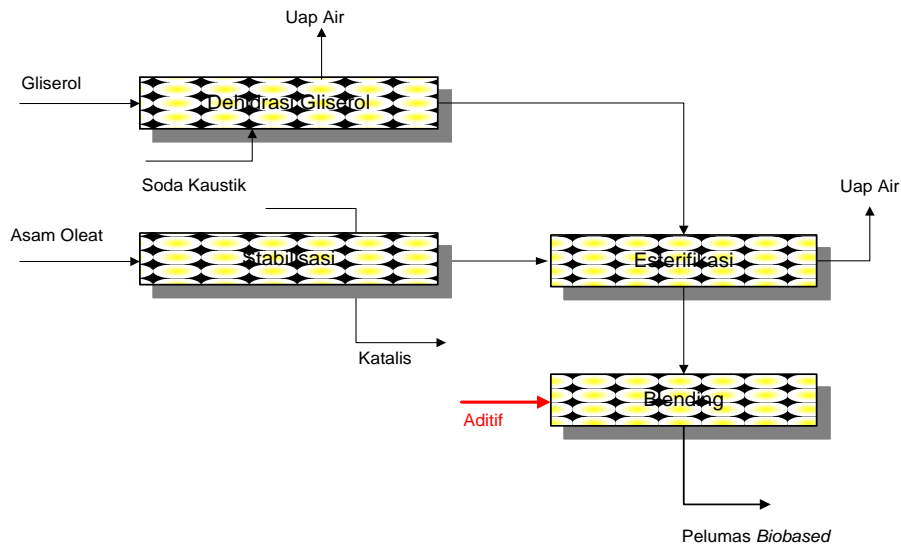 Uap Air
Gliserol
Dehidrasi Gliserol
Soda Kaustik
Uap Air
Asam Oleat
Stabilisasi
Esterifikasi
Katalis
Blending
Aditif
Pelumas Biobased